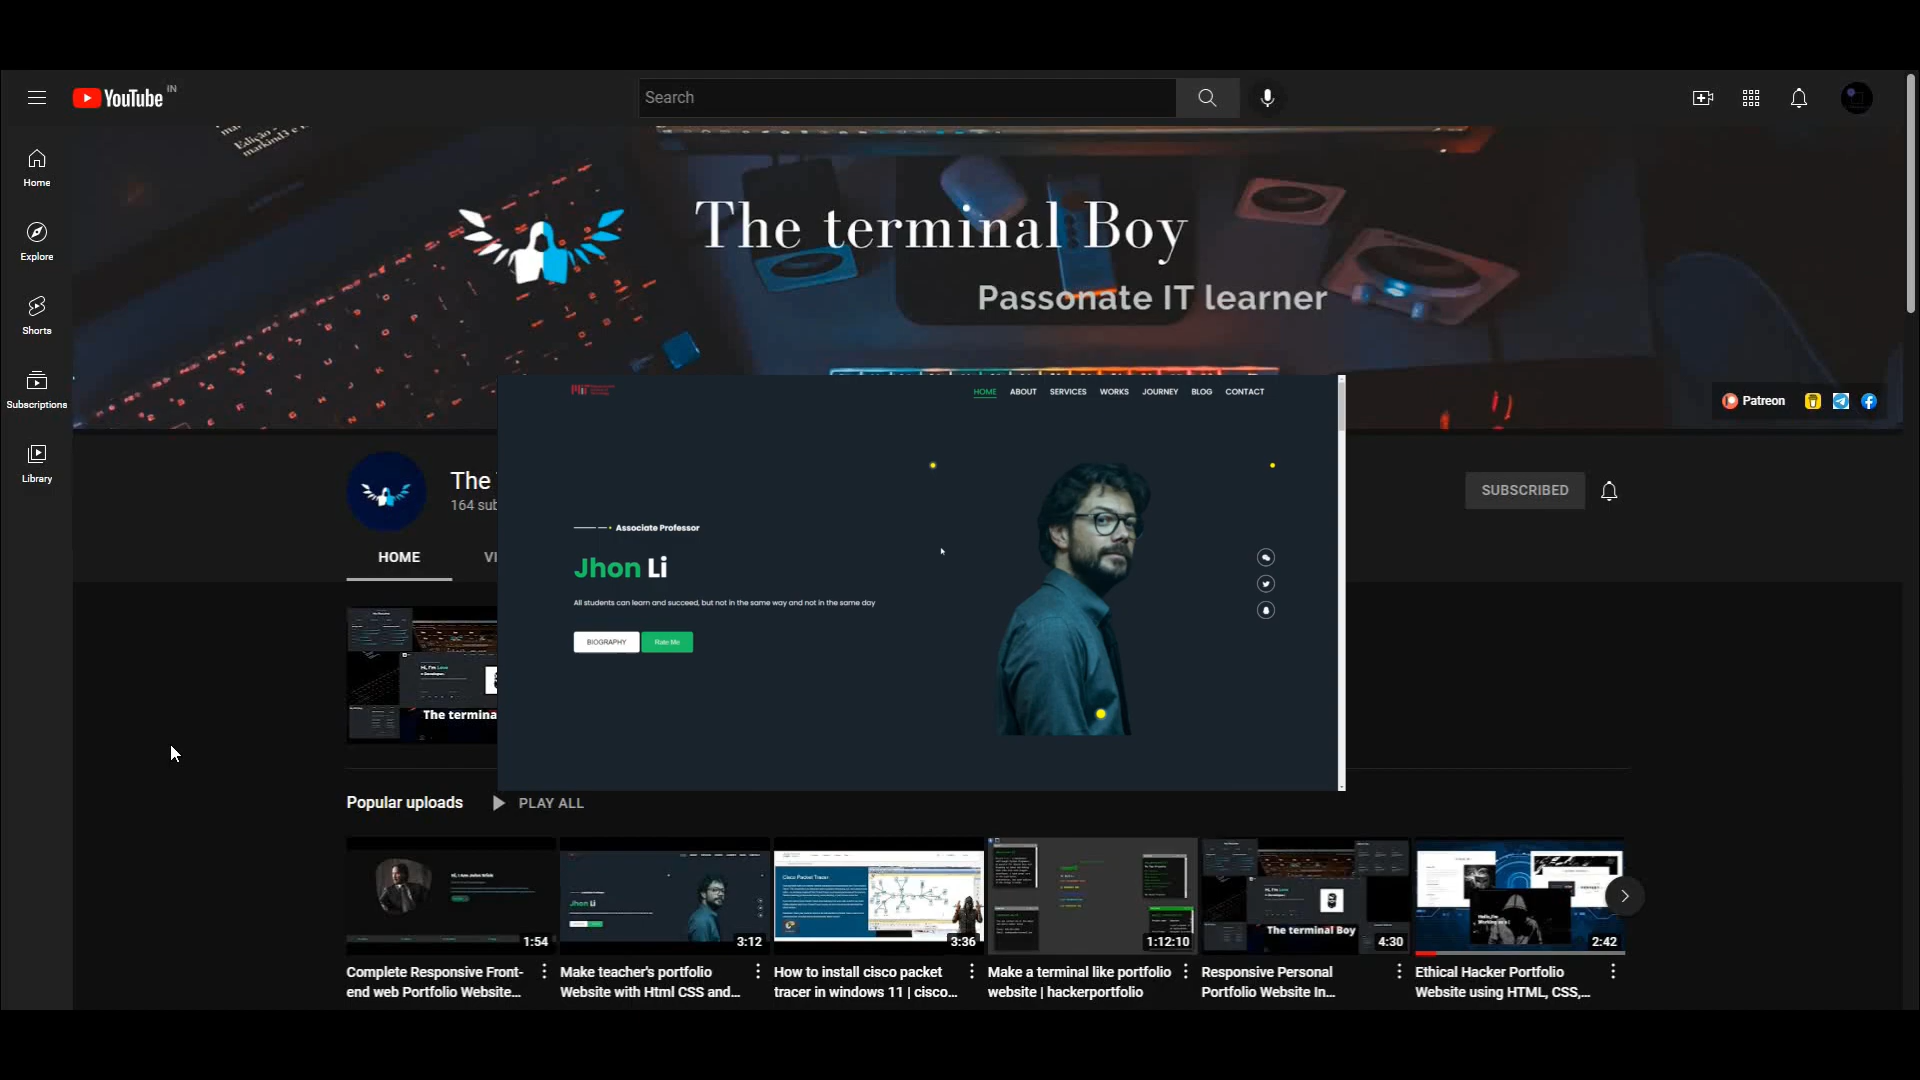 YouTube IN
Search
Home
Explore
Shorts
Subscriptions
Library
The terminal Boy
Passonate IT learner
Patreon
The
164 sub
SUBSCRIBED
HOME
HOME ABOUT SERVICES WORKS JOURNEY BLOG CONTACT
Associate Professor
Jhon Li
All students can learn and succeed, but not in the same way and not in the same day
BIOGRAPHY Rate Me
The termina
Popular uploads PLAY ALL
Jhon Li
The terminal Boy
1:54
3:12
3:36
1:12:10
4:30
2:42
Complete Responsive Front-
end web Portfolio Website...
Make teacher's portfolio
Website with Html CSS and...
How to install cisco packet
tracer in windows 11 | cisco...
Make a terminal like portfolio
website | hackerportfolio
Responsive Personal
Portfolio Website In...
Ethical Hacker Portfolio
Website using HTML, CSS,...